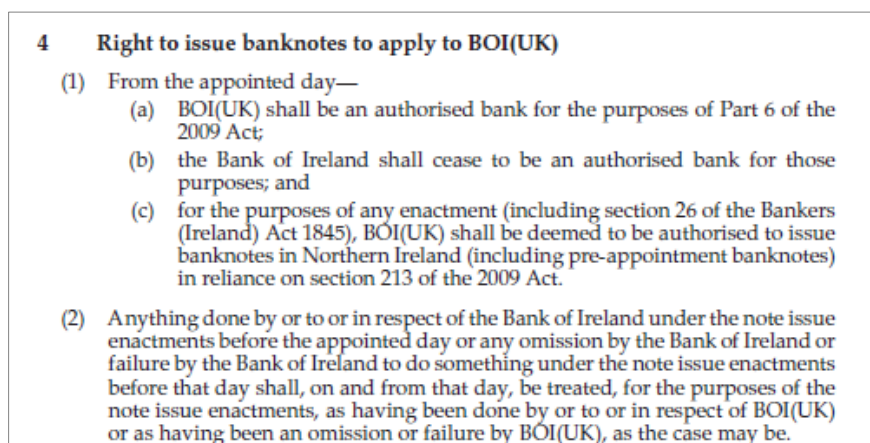 4 Right to issue banknotes to apply to BOI(UK)
(1) From the appointed day—
(a) BOI(UK) shall be an authorised bank for the purposes of Part 6 of the
2009 Act;
(b) the Bank of Ireland shall cease to be an authorised bank for those
purposes; and
(c) for the purposes of any enactment (including section 26 of the Bankers
(Ireland) Act 1845), BOI(UK) shall be deemed to be authorised to issue
banknotes in Northern Ireland (including pre-appointment banknotes)
in reliance on section 213 of the 2009 Act.
(2) Anything done by or to or in respect of the Bank of Ireland under the note issue
enactments before the appointed day or any omission by the Bank of Ireland or
failure by the Bank of Ireland to do something under the note issue enactments
before that day shall, on and from that day, be treated, for the purposes of the
note issue enactments, as having been done by or to or in respect of BOI(UK)
or as having been an omission or failure by BOI(UK), as the case may be.